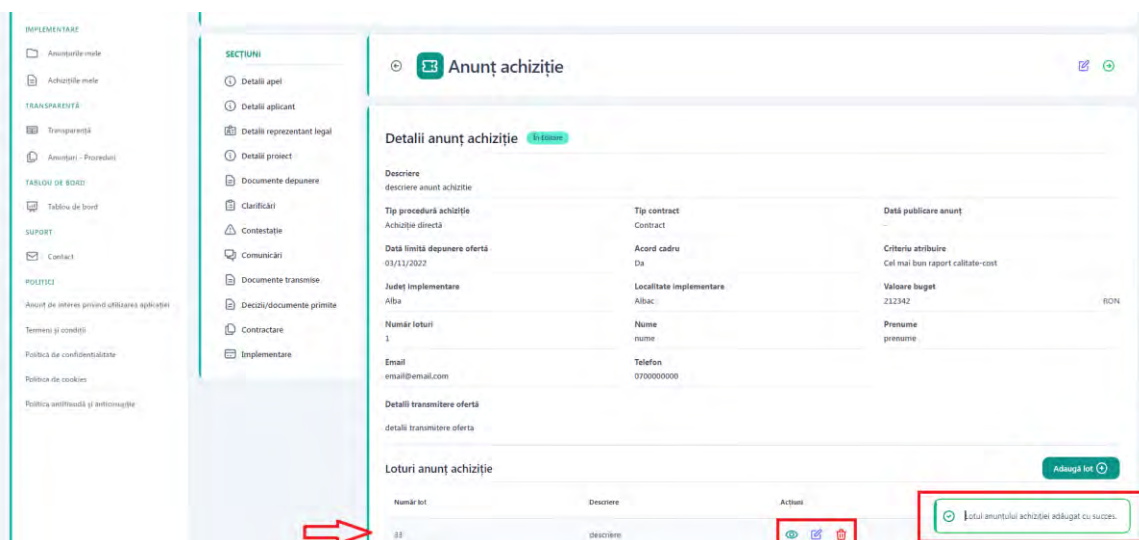 IMPLEMENTARE
Anunțurile mele
Achizițiile mele
TRANSPARENȚĂ
Transparență
Anunțuri - Proceduri
TABLOU DE BORD
Tablou de bord
SUPORT
Contact
POLITICI
Anunț de interes privind utilizarea aplicației
Termeni și condiții
Politică de confidențialitate
Politica de cookies
Politica antifraudă și anticorupție
SECȚIUNI
Detalii apel
Detalii aplicant
Detalii reprezentant legal
Detalii proiect
Documente depunere
Clarificări
Contestație
Comunicări
Documente transmise
Decizii/documente primite
Contractare
Implementare
Anunț achiziție
Detalii anunț achiziție În editare
Descriere
descriere anunt achizitie
Tip procedură achiziție Tip contract Dată publicare anunț
Achiziție directă Contract --
Dată limită depunere ofertă Acord cadru Criteriu atribuire
03/11/2022 Da Cel mai bun raport calitate-cost
Județ implementare Localitate implementare Valoare buget
Alba Albac 212342 RON
Număr loturi Nume Prenume
1 nume prenume
Email Telefon
email@email.com 0700000000
Detalii transmitere ofertă
detalii transmitere oferta
Loturi anunț achiziție Adaugă lot
Număr lot Descriere Acțiuni
descriere
Lotul anunțului achiziției adăugat cu succes.